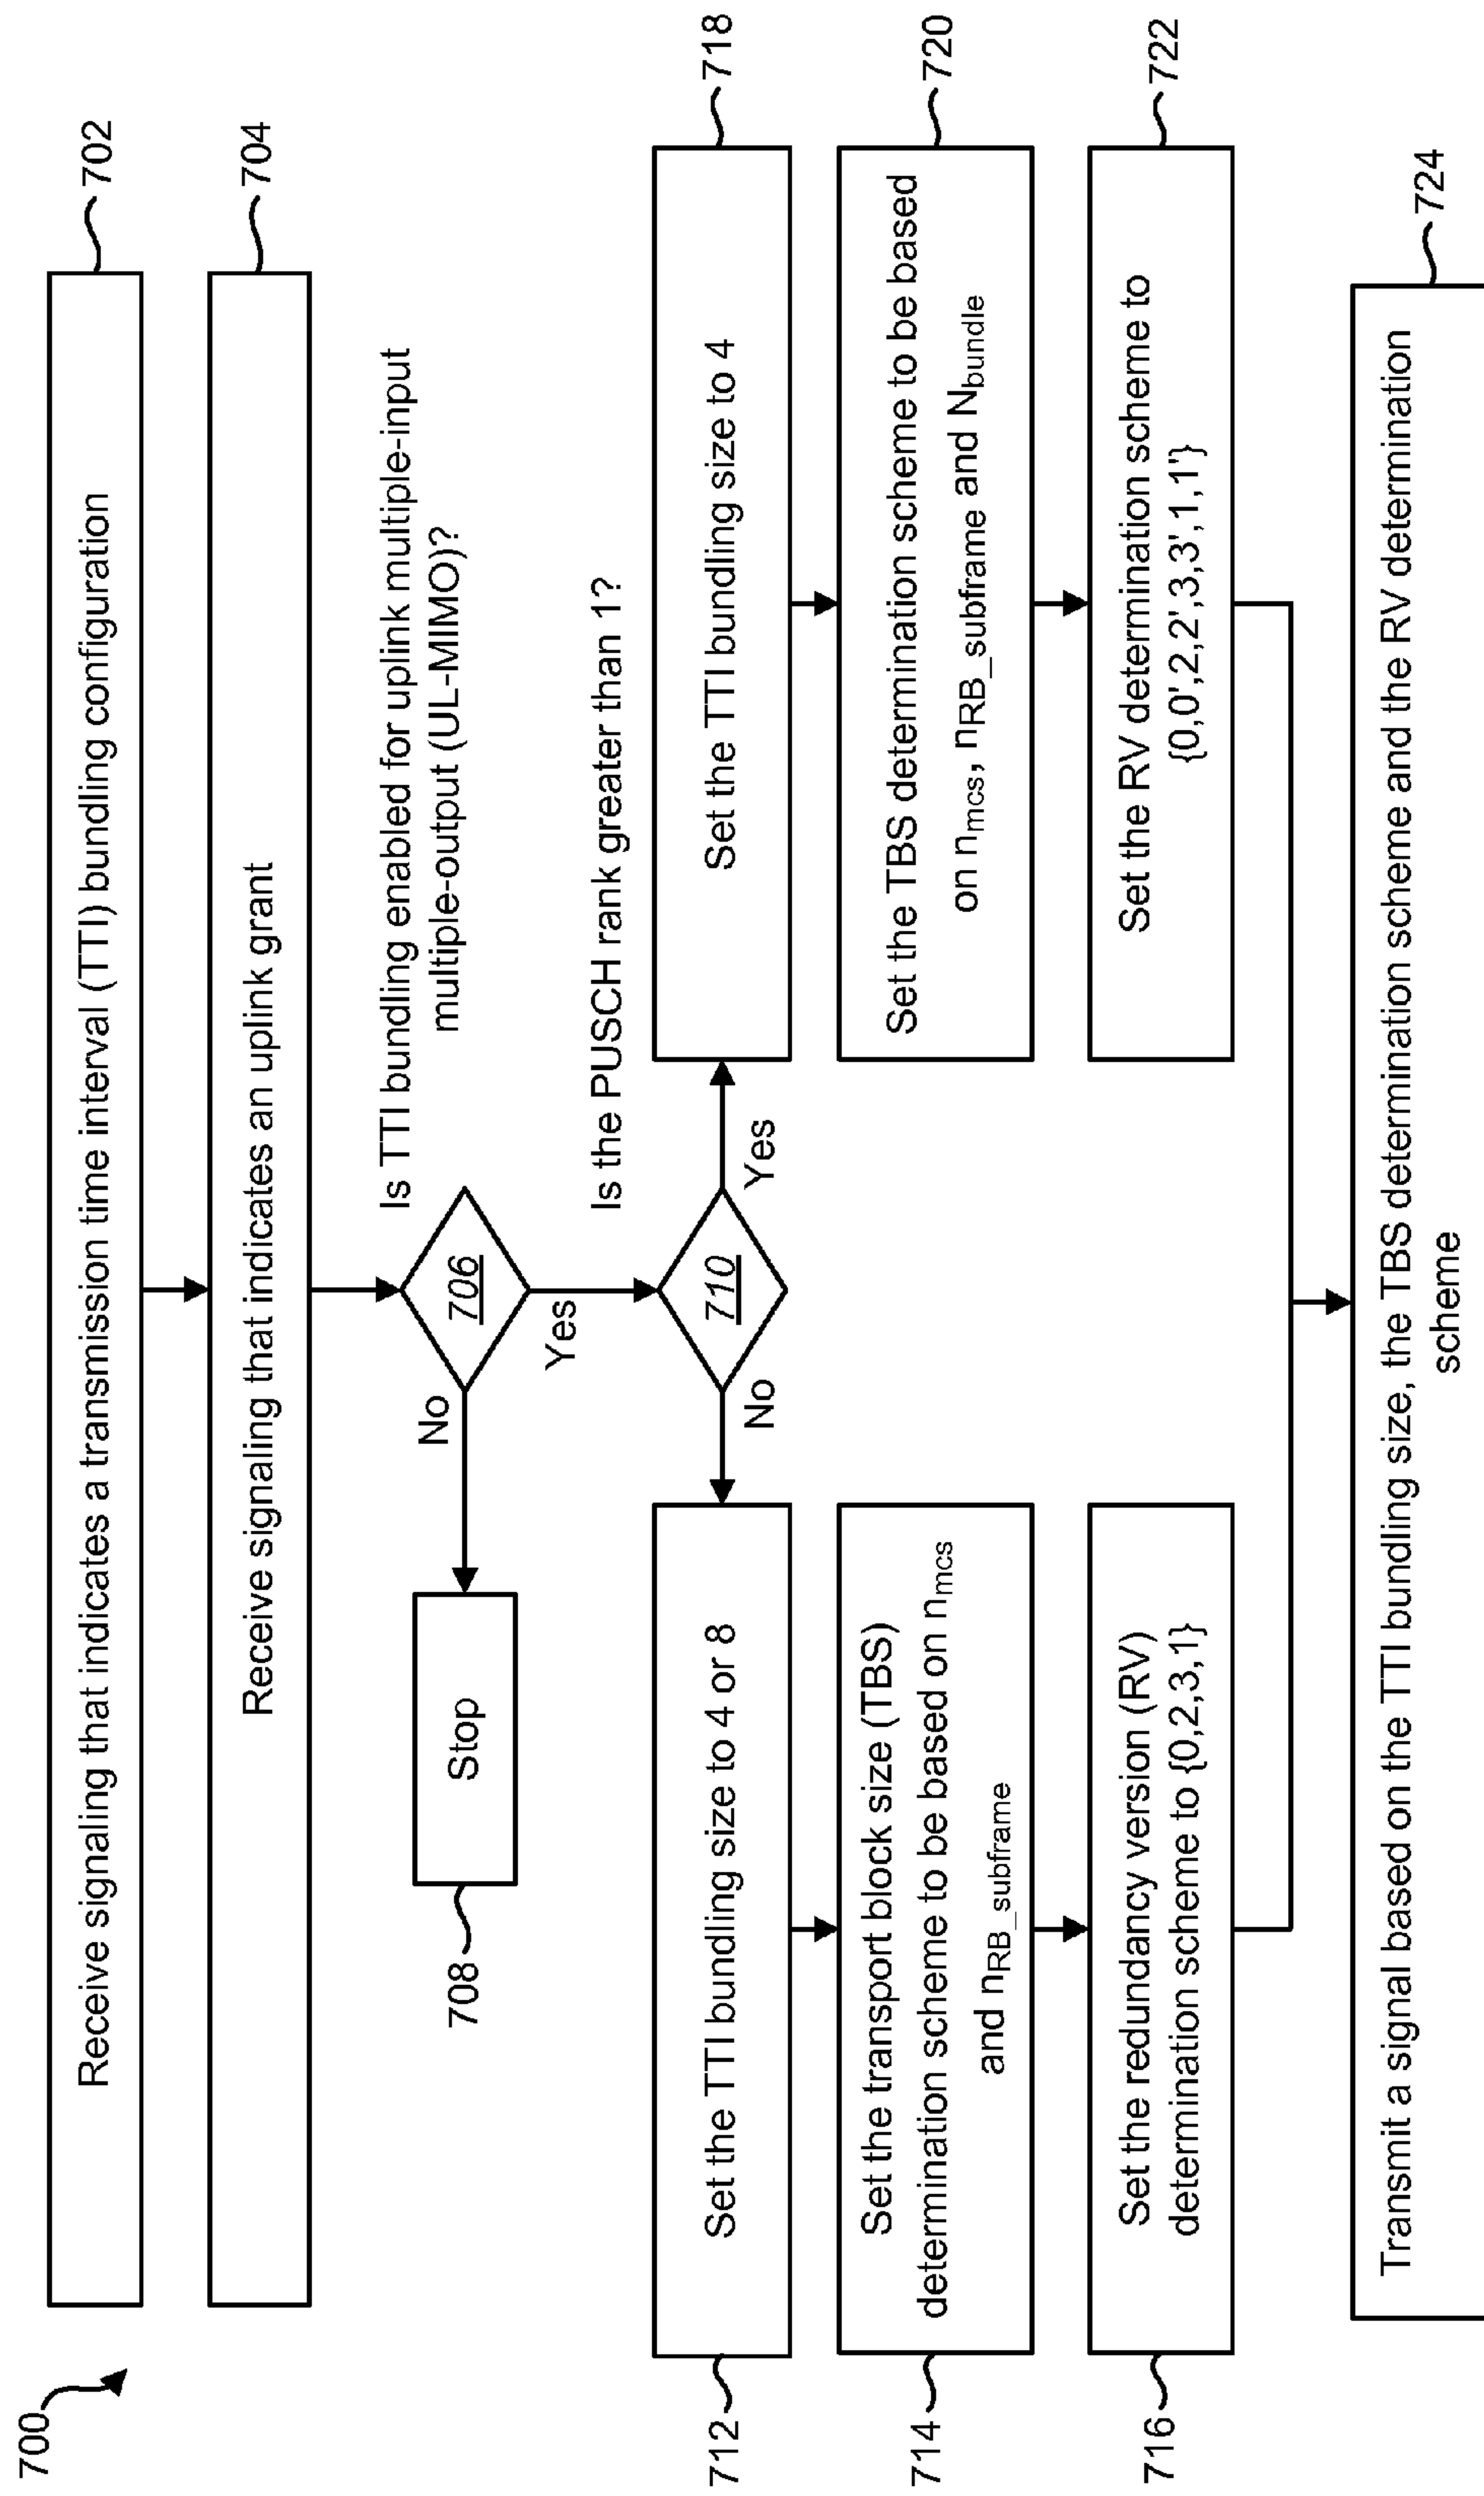 700
Receive signaling that indicates a transmission time interval (TTI) bundling configuration
702
Receive signaling that indicates an uplink grant
704
Is TTI bundling enabled for uplink multiple-input
multiple-output (UL-MIMO)?
706
No
Yes
Stop
708
Is the PUSCH rank greater than 1?
710
No
Yes
712
Set the TTI bundling size to 4 or 8
Set the TTI bundling size to 4
718
714
Set the transport block size (TBS)
determination scheme to be based on nmcs
and nRB_subframe
Set the TBS determination scheme to be based
on nmcs, nRB_subframe and Nbundle
720
716
Set the redundancy version (RV)
determination scheme to {0,2,3,1}
Set the RV determination scheme to
{0,0',2,2',3,3',1,1'}
722
Transmit a signal based on the TTI bundling size, the TBS determination scheme and the RV determination
scheme
724